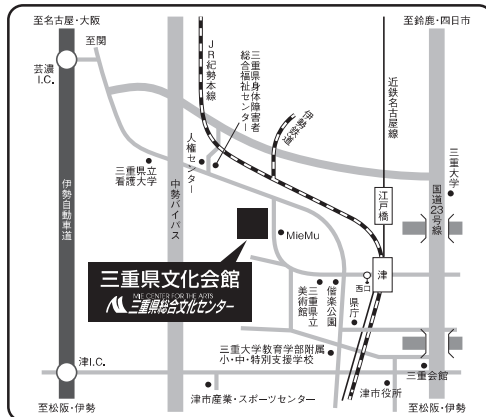 至名古屋・大阪
至鈴鹿・四日市
至関
芸濃
I.C.
JR紀勢本線
三重県身体障害者
総合福祉センター
伊勢鉄道
近鉄名古屋線
人権センター
三重県立
看護大学
三重大学
江戸橋
伊勢自動車道
中勢バイパス
国道23号線
MieMu
三重県文化会館
MIE CENTER FOR THE ARTS
三重県総合文化センター
津
西口
三重県立
美術館
偕楽公園
県庁
三重大学教育学部附属
小・中・特別支援学校
三重会館
津I.C.
津市役所
津市産業・スポーツセンター
至松阪・伊勢
至松阪・伊勢